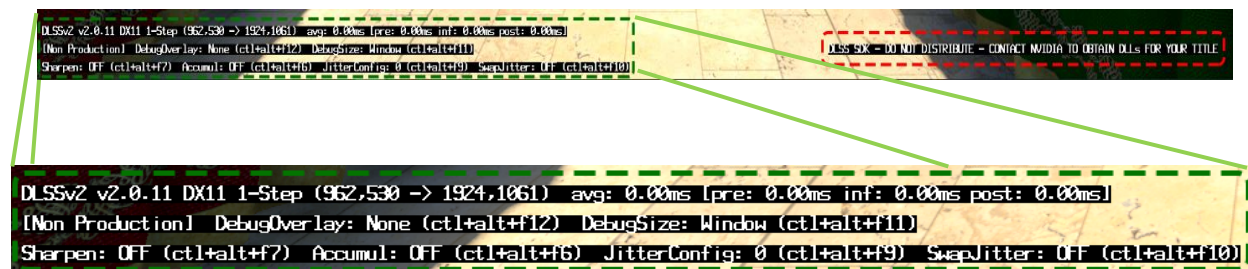 DLSSv2 v2.0.11 DX11 1-Step (962,530 -> 1924,1061) avg: 0.00ms [pre: 0.00ms inf: 0.00ms post: 0.00ms]
[Non Production] DebugOverlay: None (ctl+alt+f12) DebugSize: Window (ctl+alt+f11)
DLSS SDK - DO NOT DISTRIBUTE - CONTACT NVIDIA TO OBTAIN DLLs FOR YOUR TITLE
Sharpen: OFF (ctl+alt+f7) Accumul: OFF (ctl+alt+f6) JitterConfig: 0 (ctl+alt+f9) SwapJitter: OFF (ctl+alt+f10)
DLSSv2 v2.0.11 DX11 1-Step (962,530 -> 1924,1061) avg: 0.00ms [pre: 0.00ms inf: 0.00ms post: 0.00ms]
[Non Production] DebugOverlay: None (ctl+alt+f12) DebugSize: Window (ctl+alt+f11)
Sharpen: OFF (ctl+alt+f7) Accumul: OFF (ctl+alt+f6) JitterConfig: 0 (ctl+alt+f9) SwapJitter: OFF (ctl+alt+f10)